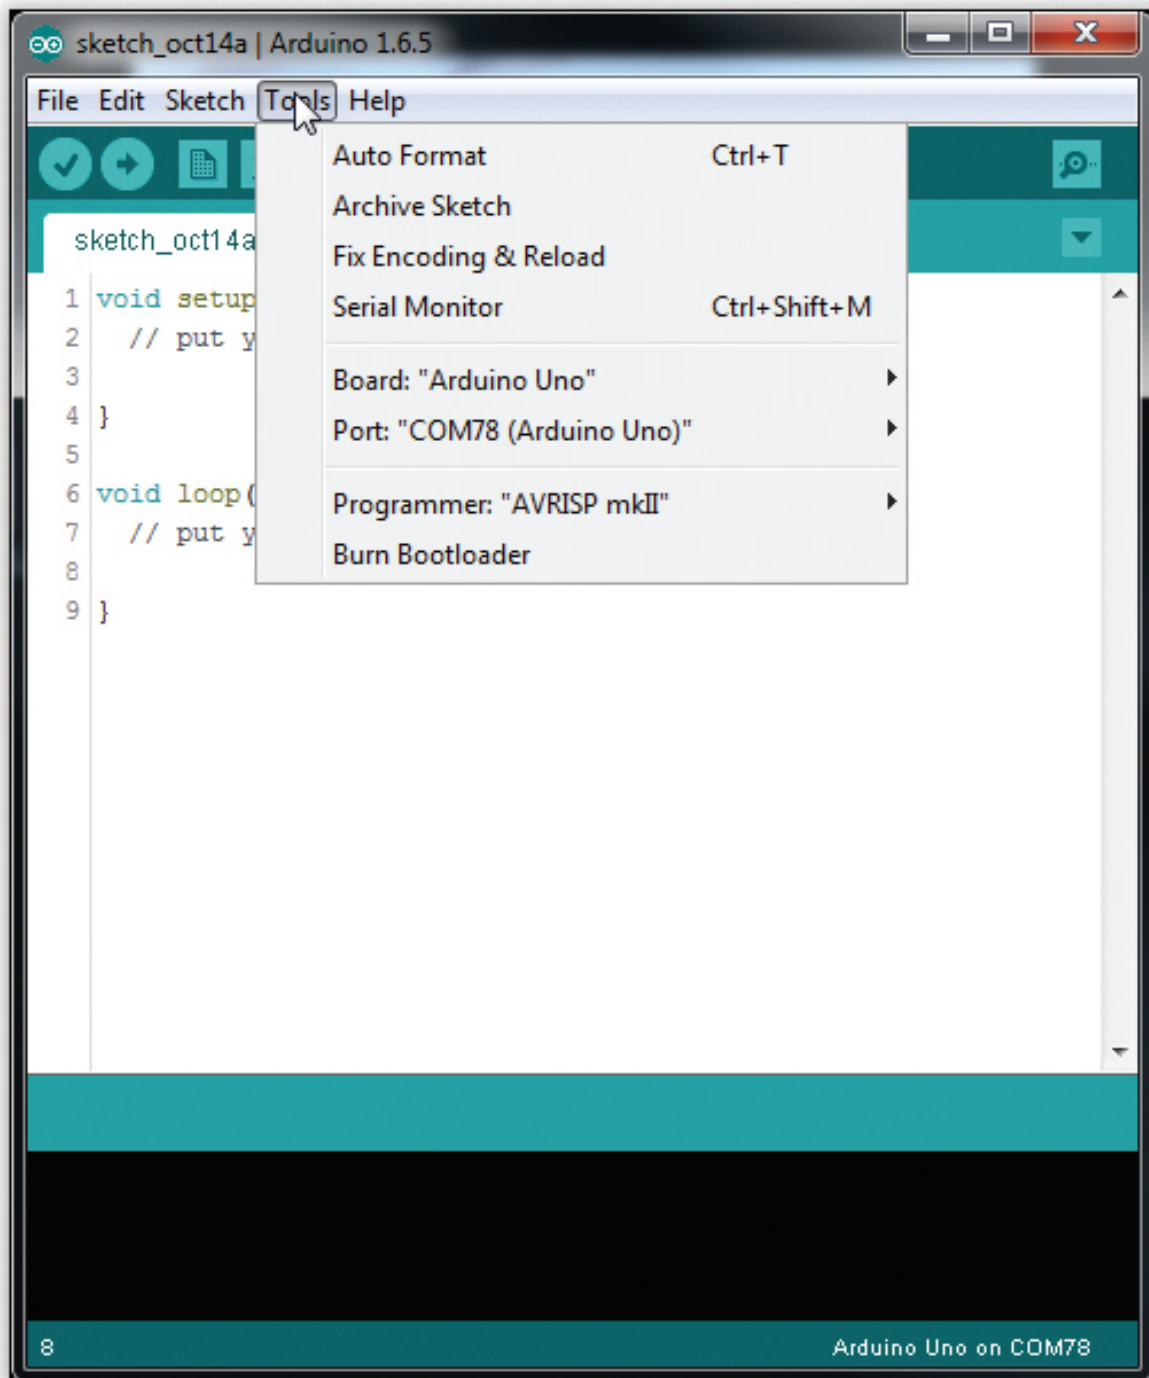 sketch_oct14a | Arduino 1.6.5
File Edit Sketch Tools Help
Auto Format Ctrl+T
Archive Sketch
Fix Encoding & Reload
Serial Monitor Ctrl+Shift+M
Board: "Arduino Uno"
Port: "COM78 (Arduino Uno)"
Programmer: "AVRISP mkII"
Burn Bootloader
sketch_oct14a
1 void setup
2 // put y
3
4 }
5
6 void loop(
7 // put y
8
9 }
8 Arduino Uno on COM78